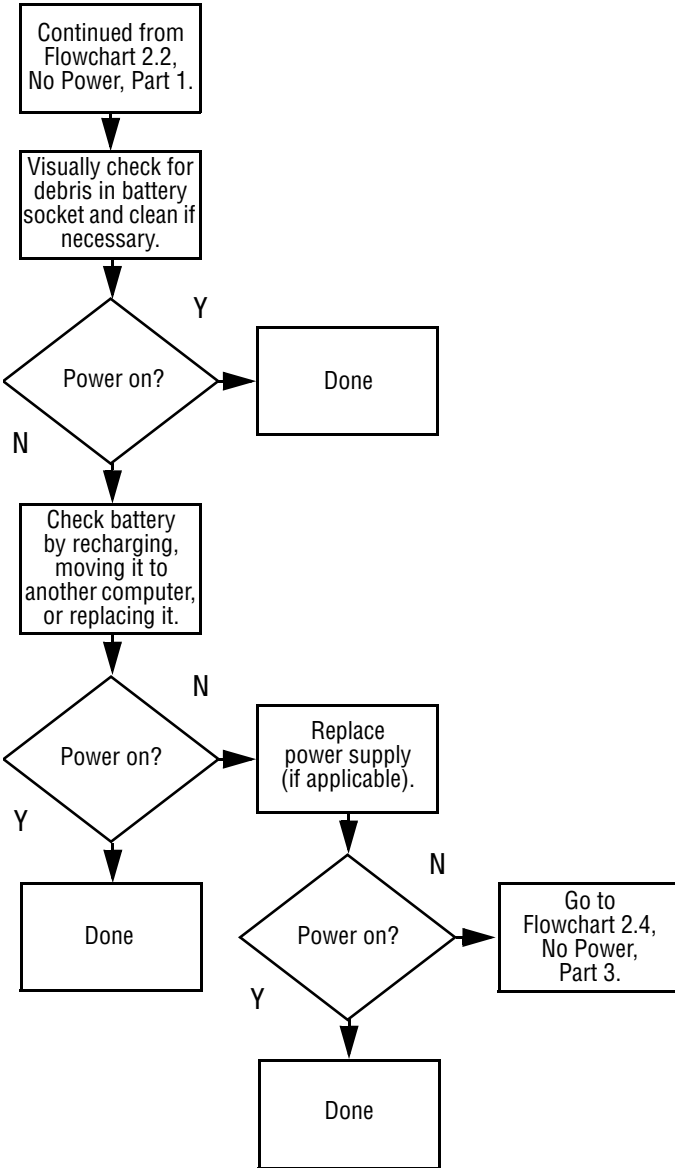 Continued from
Flowchart 2.2,
No Power, Part 1.
Visually check for
debris in battery
socket and clean if
necessary.
Y
Power on?
Done
N
Check battery
by recharging,
moving it to
another computer,
or replacing it.
N
Power on?
Replace
power supply
(if applicable).
Y
Done
N
Power on?
Go to
Flowchart 2.4,
No Power,
Part 3.
Y
Done